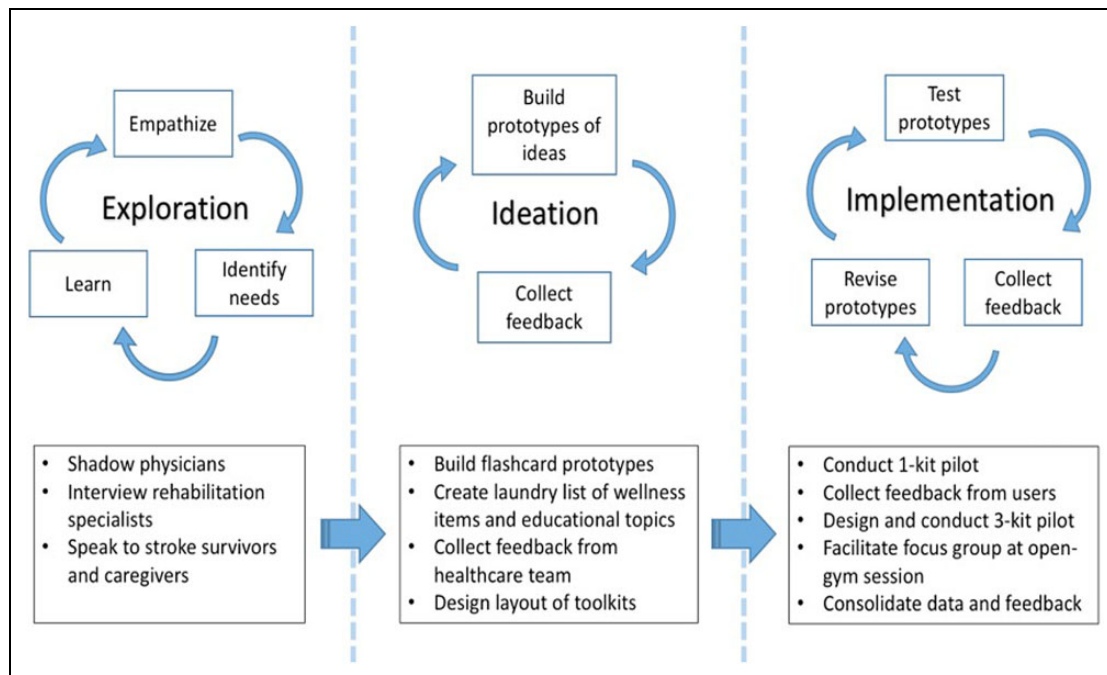 Empathize
Exploration
Learn
Identify
needs
• Shadow physicians
• Interview rehabilitation
specialists
• Speak to stroke survivors
and caregivers
Build
prototypes of
ideas
Ideation
Collect
feedback
• Build flashcard prototypes
• Create laundry list of wellness
items and educational topics
• Collect feedback from
healthcare team
• Design layout of toolkits
Test
prototypes
Implementation
Revise
prototypes
Collect
feedback
• Conduct 1-kit pilot
• Collect feedback from users
• Design and conduct 3-kit pilot
• Facilitate focus group at open-
gym session
• Consolidate data and feedback